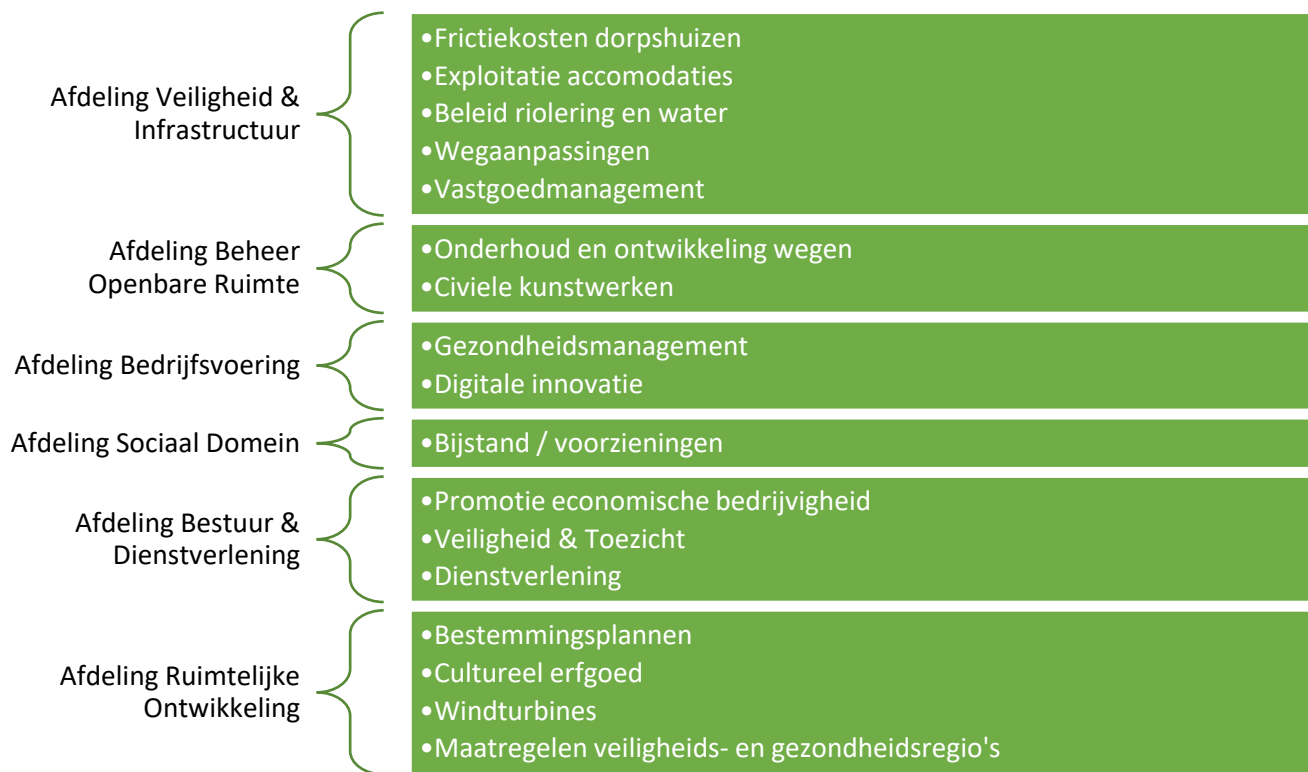 Afdeling Veiligheid &
Infrastructuur
•Frictiekosten dorpshuizen
•Exploitatie accomodaties
•Beleid riolering en water
•Wegaanpassingen
•Vastgoedmanagement
Afdeling Beheer
Openbare Ruimte
•Onderhoud en ontwikkeling wegen
•Civiele kunstwerken
Afdeling Bedrijfsvoering
•Gezondheidsmanagement
•Digitale innovatie
Afdeling Sociaal Domein
•Bijstand / voorzieningen
Afdeling Bestuur &
Dienstverlening
•Promotie economische bedrijvigheid
•Veiligheid & Toezicht
•Dienstverlening
Afdeling Ruimtelijke
Ontwikkeling
•Bestemmingsplannen
•Cultureel erfgoed
•Windturbines
•Maatregelen veiligheids- en gezondheidsregio's